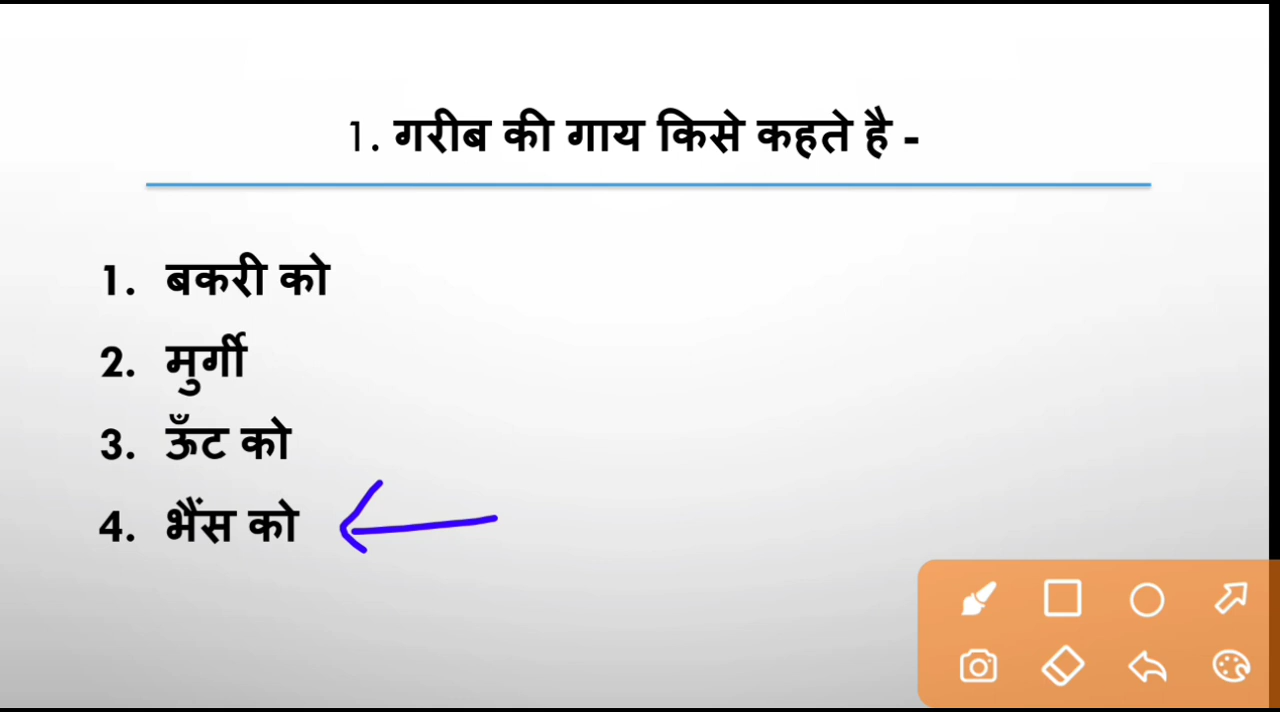 1. गरीब की गाय किसे कहते है -
1. बकरी को
2. मुर्गी
3. ऊँट को
4. भैंस को